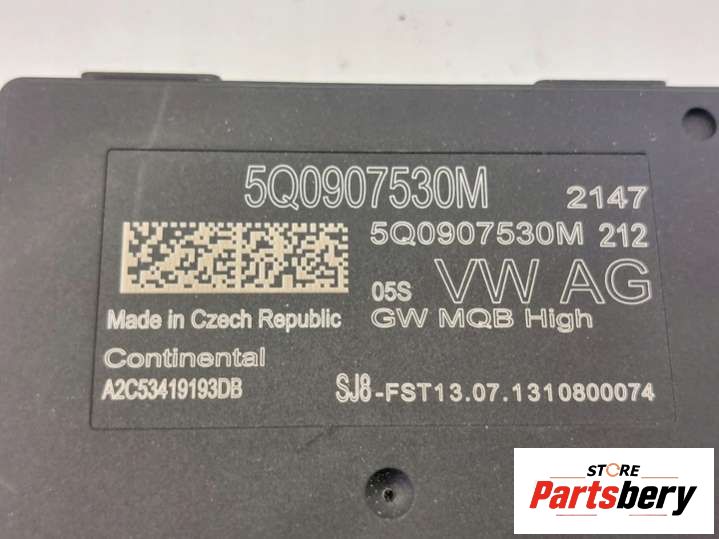 5Q0907530M 2147
5Q0907530M 212
05S VW AG
Made in Czech Republic GW MQB High
Continental
A2C53419193DB SJ8-FST13.07.1310800074
STORE
Partsbery